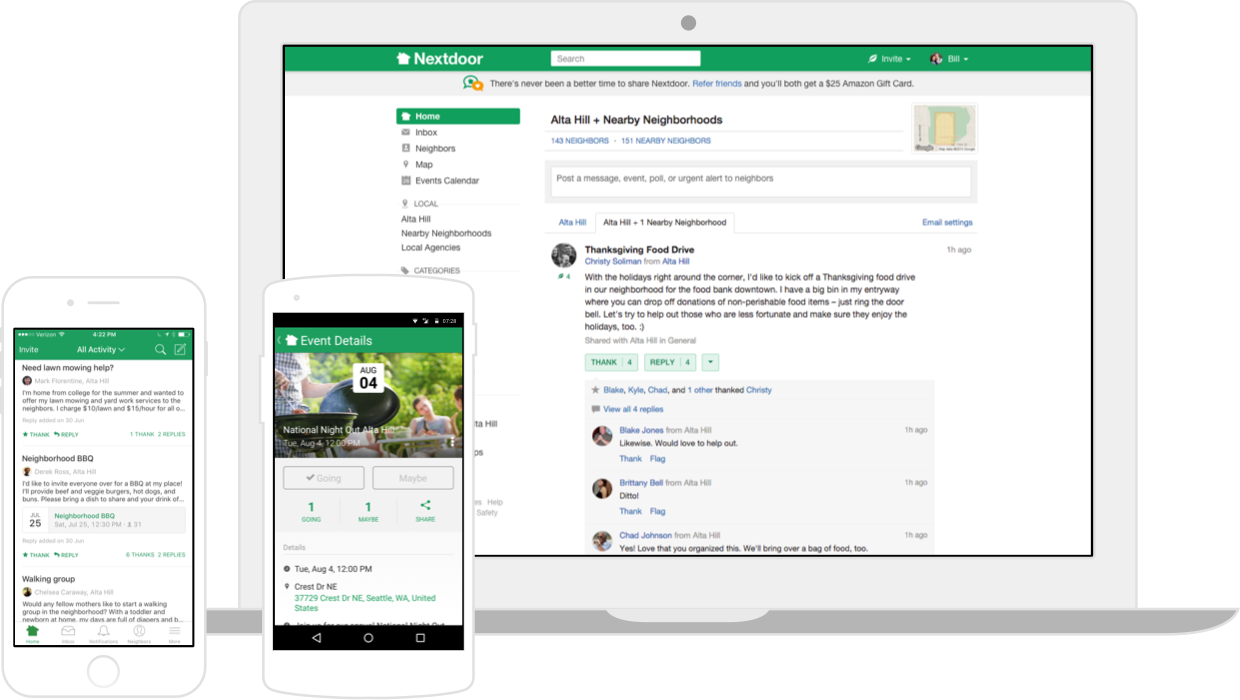 Nextdoor
Search
Invite
Bill
There's never been a better time to share Nextdoor. Refer friends and you'll both get a $25 Amazon Gift Card.
Home
Inbox
Neighbors
Map
Events Calendar
LOCAL
Alta Hill
Nearby Neighborhoods
Local Agencies
CATEGORIES
ta Hill
ps
es Help
Safety
Alta Hill + Nearby Neighborhoods
143 NEIGHBORS · 151 NEARBY NEIGHBORS
Google
Post a message, event, poll, or urgent alert to neighbors
Alta Hill
Alta Hill + 1 Nearby Neighborhood
Email settings
Thanksgiving Food Drive
1h ago
Christy Soliman from Alta Hill
4
With the holidays right around the corner, I'd like to kick off a Thanksgiving food drive
in our neighborhood for the food bank downtown. I have a big bin in my entryway
where you can drop off donations of non-perishable food items – just ring the door
bell. Let's try to help out those who are less fortunate and make sure they enjoy the
holidays, too. :)
Shared with Alta Hill in General
THANK 4
REPLY 4
Blake, Kyle, Chad, and 1 other thanked Christy
View all 4 replies
Blake Jones from Alta Hill
1h ago
Likewise. Would love to help out.
Thank Flag
Brittany Bell from Alta Hill
1h ago
Ditto!
Thank Flag
Chad Johnson from Alta Hill
1h ago
Yes! Love that you organized this. We'll bring over a bag of food, too.
Verizon
4:22 PM
Invite
All Activity
Need lawn mowing help?
Mark Florentine, Alta Hill
I'm home from college for the summer and wanted to
offer my lawn mowing and yard work services to the
neighbors. I charge $10/lawn and $15/hour for all o...
Reply added on 30 Jun
THANK REPLY
1 THANK 2 REPLIES
Neighborhood BBQ
Derek Ross, Alta Hill
I'd like to invite everyone over for a BBQ at my place!
I'll provide beef and veggie burgers, hot dogs, and
buns. Please bring a dish to share and your drink of...
JUL
25
Neighborhood BBQ
Sat, Jul 25, 12:30 PM · 31
Reply added on 30 Jun
THANK REPLY
6 THANKS 2 REPLIES
Walking group
Chelsea Caraway, Alta Hill
Would any fellow mothers like to start a walking
group in the neighborhood? With a toddler and
newborn at home, my days are full of diapers and b...
Home
Inbox
Notifications
Neighbors
More
07:28
Event Details
AUG
04
National Night Out Alta Hill
Tue, Aug 4, 12:00 PM
Going
Maybe
1
GOING
1
MAYBE
SHARE
Details
Tue, Aug 4, 12:00 PM
Crest Dr NE
37729 Crest Dr NE, Seattle, WA, United
States
Join us for our annual National Night Out